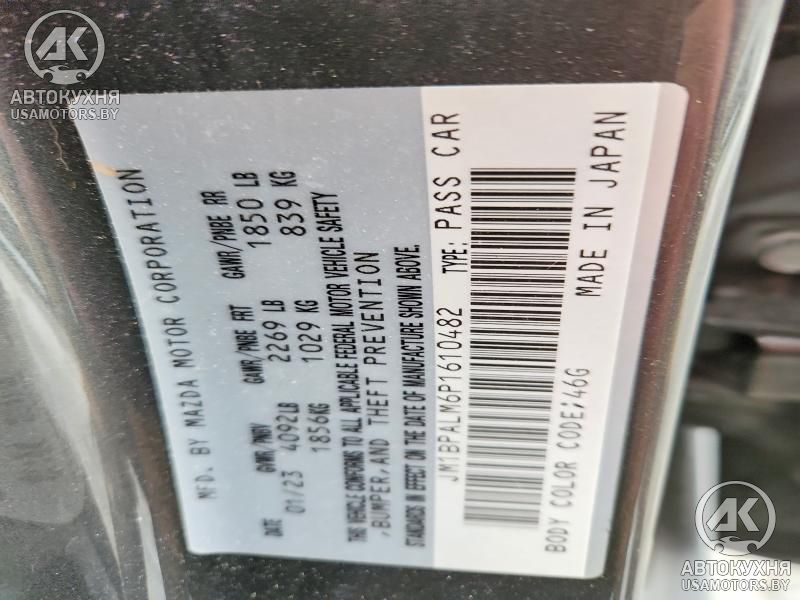 AK
АВТОКУХНЯ
USAMOTORS.BY
MFD. BY MAZDA MOTOR CORPORATION
DATE GVWR/PNBV GAWR/PNBE FRT GAWR/PNBE RR
01/23 4092LB 2269 LB 1850 LB
1856KG 1029 KG 839 KG
THIS VEHICLE CONFORMS TO ALL APPLICABLE FEDERAL MOTOR VEHICLE SAFETY
,BUMPER,AND THEFT PREVENTION
STANDARDS IN EFFECT ON THE DATE OF MANUFACTURE SHOWN ABOVE.
JM1BPALM6P1610482 TYPE: PASS CAR
BODY COLOR CODE;46G MADE IN JAPAN
AK
АВТОКУХНЯ
USAMOTORS.BY